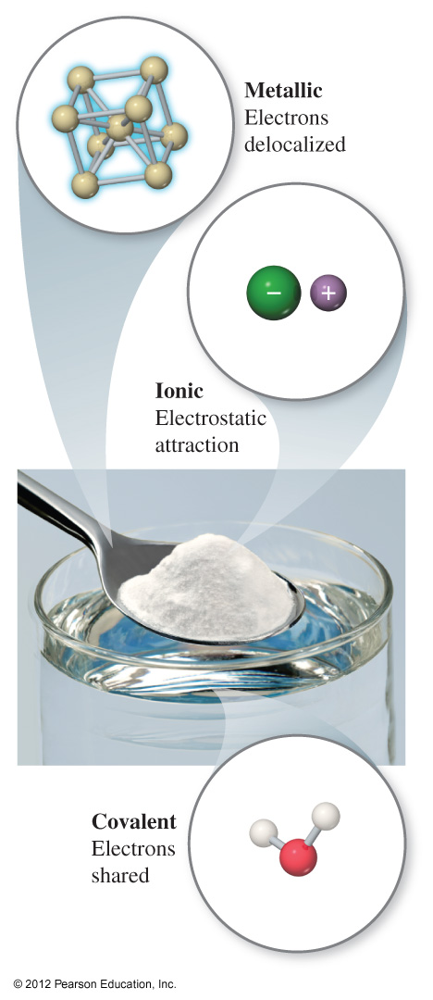 Metallic
Electrons
delocalized
−
+
Ionic
Electrostatic
attraction
Covalent
Electrons
shared
© 2012 Pearson Education, Inc.